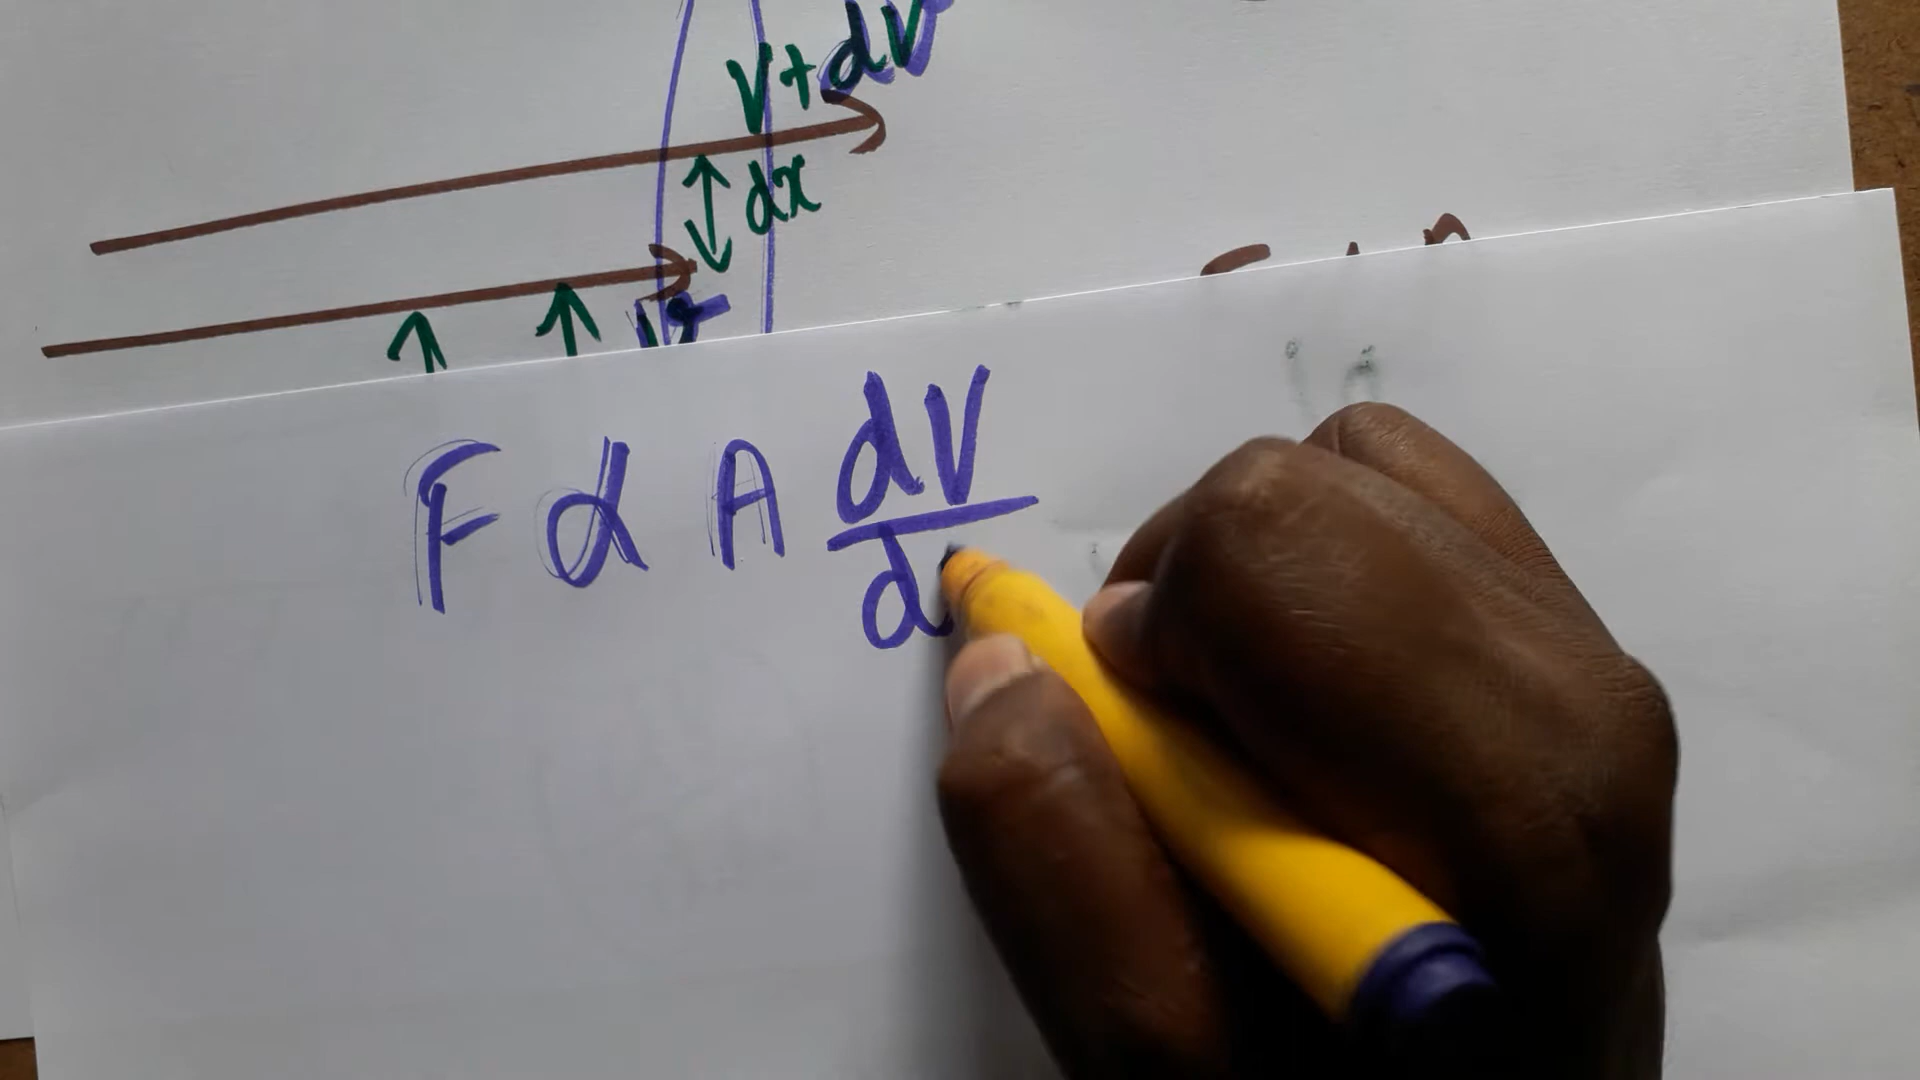 V+dV
dx
V
F ∝ A dV
d